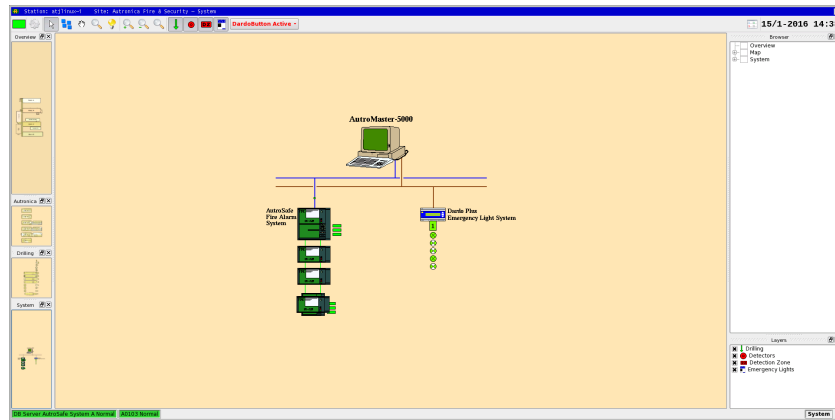 Station: atjlinux-i Site: Autronica Fire & Security - System
DardoButton Active
15/1-2016 14:3
Overview
Browser
Overview
Map
System
AutroMaster-5000
Autronica
AutroSafe
Fire Alarm
System
Dardo Plus
Emergency Light System
1
Drilling
System
Layers
Drilling
Detectors
Detection Zone
Emergency Lights
DB Server AutroSafe System A Normal A0103 Normal
System